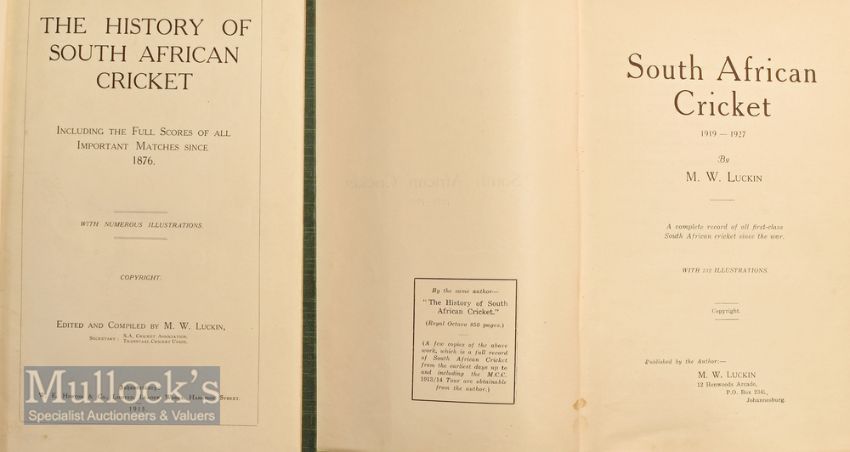 THE HISTORY OF
SOUTH AFRICAN
CRICKET
INCLUDING THE FULL SCORES OF ALL
IMPORTANT MATCHES SINCE
1876.
WITH NUMEROUS ILLUSTRATIONS.
COPYRIGHT.
EDITED AND COMPILED BY M. W. LUCKIN,
SECRETARY: S.A. CRICKET ASSOCIATION.
TRANSVAAL CRICKET UNION.
Mullock's
Specialist Auctioneers & Valuers
& Co., Limited,
Street.
By the same author—
"The History of South
African Cricket."
(Royal Octavo 850 pages.)
(A few copies of the above
work, which is a full record
of South African Cricket
from the earliest days up to
and including the M.C.C.
1913/14 Tour are obtainable
from the author.)
South African
Cricket
1919 — 1927
By
M. W. LUCKIN
A complete record of all first-class
South African cricket since the war.
WITH 212 ILLUSTRATIONS.
Copyright.
Published by the Author:—
M. W. LUCKIN
12 Henwoods Arcade,
P.O. Box 2346,
Johannesburg.